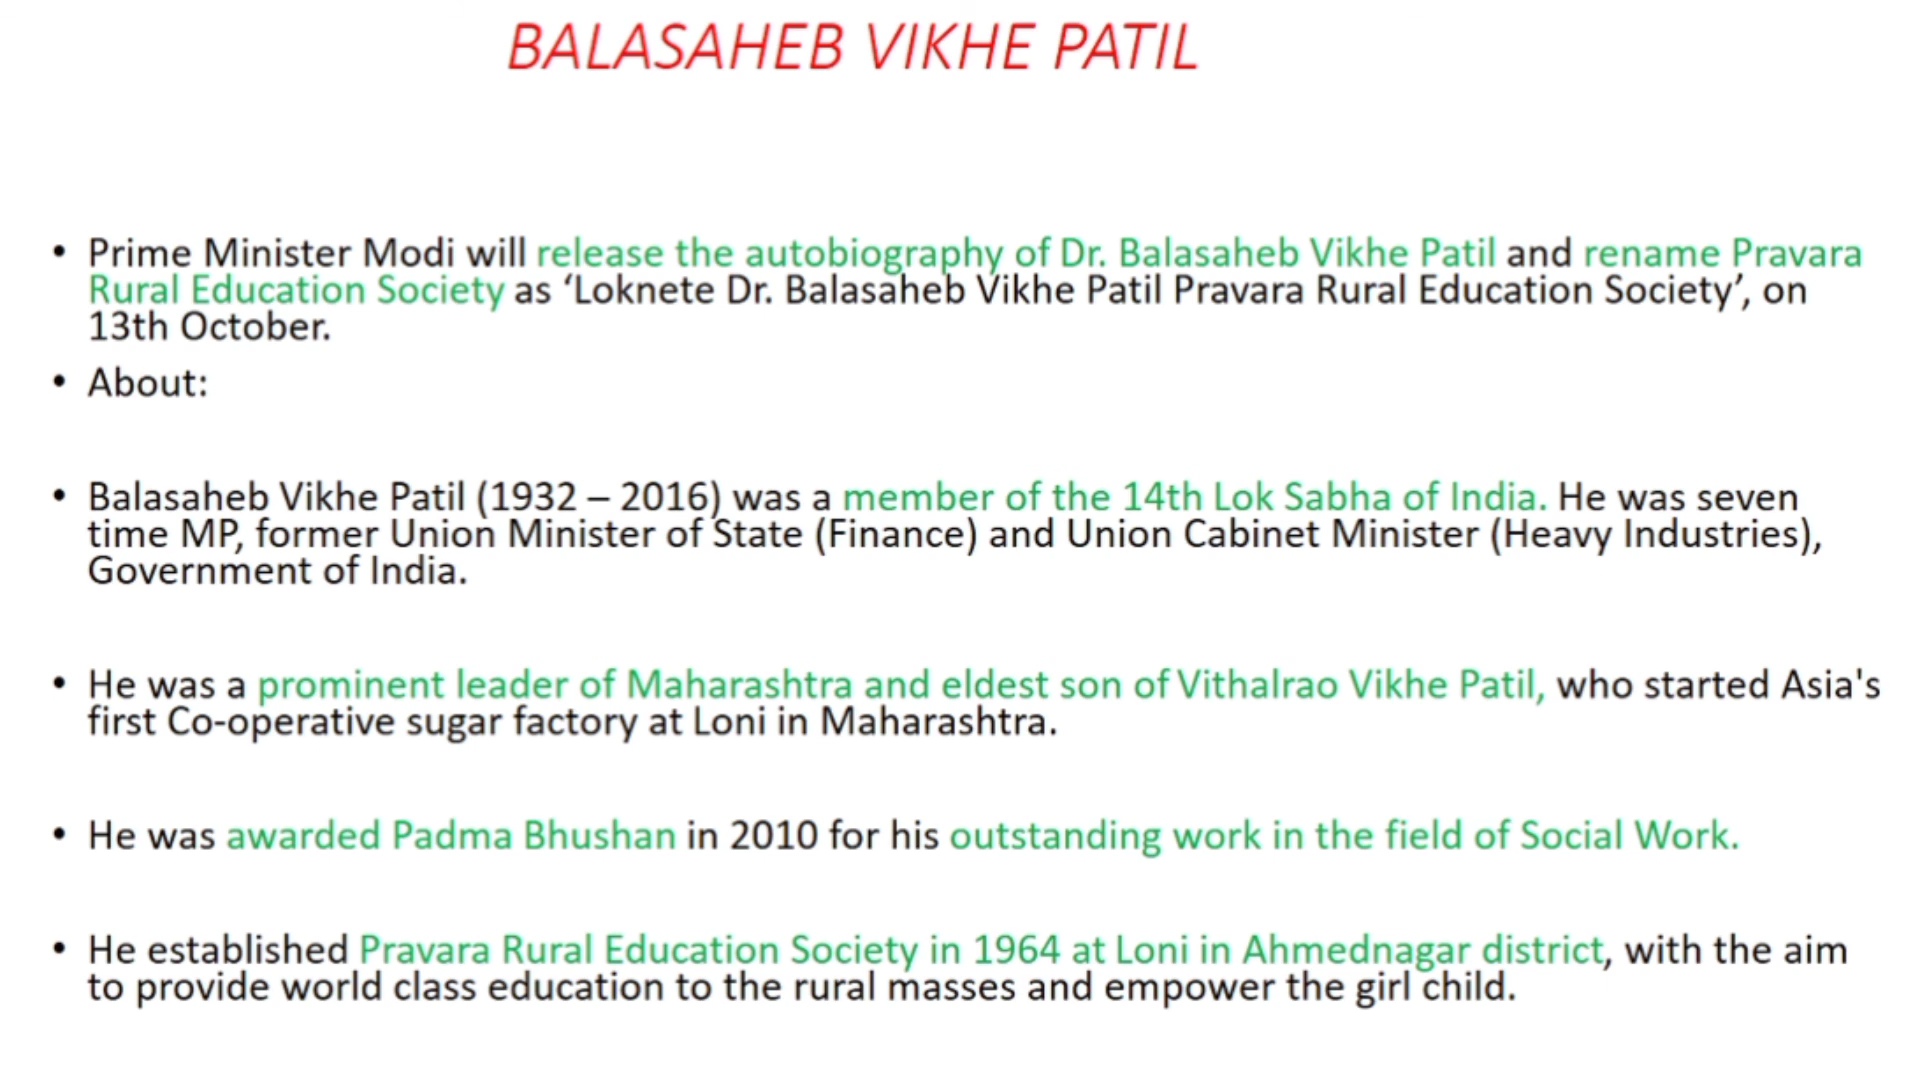 BALASAHEB VIKHE PATIL
• Prime Minister Modi will release the autobiography of Dr. Balasaheb Vikhe Patil and rename Pravara
Rural Education Society as ‘Loknete Dr. Balasaheb Vikhe Patil Pravara Rural Education Society’, on
13th October.
• About:
• Balasaheb Vikhe Patil (1932 – 2016) was a member of the 14th Lok Sabha of India. He was seven
time MP, former Union Minister of State (Finance) and Union Cabinet Minister (Heavy Industries),
Government of India.
• He was a prominent leader of Maharashtra and eldest son of Vithalrao Vikhe Patil, who started Asia's
first Co-operative sugar factory at Loni in Maharashtra.
• He was awarded Padma Bhushan in 2010 for his outstanding work in the field of Social Work.
• He established Pravara Rural Education Society in 1964 at Loni in Ahmednagar district, with the aim
to provide world class education to the rural masses and empower the girl child.